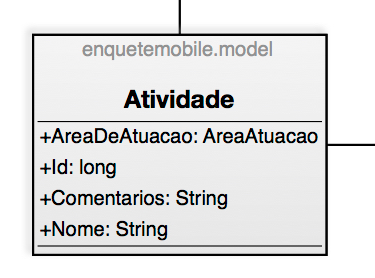 enquetemobile.model
Atividade
+AreaDeAtuacao: AreaAtuacao
+Id: long
+Comentarios: String
+Nome: String